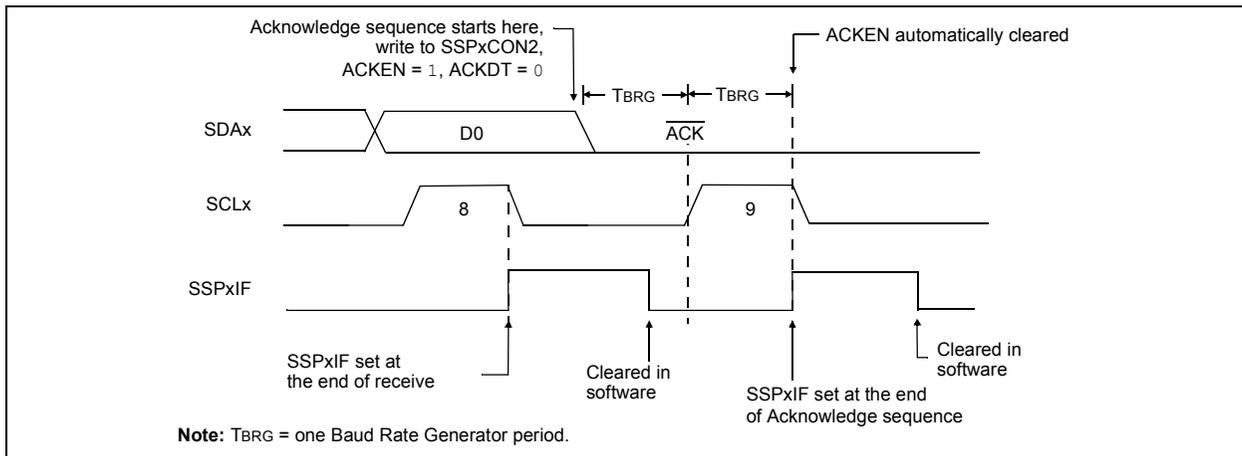 Acknowledge sequence starts here,
write to SSPxCON2,
ACKEN = 1, ACKDT = 0
ACKEN automatically cleared
TBRG
TBRG
SDAx
D0
ACK
SCLx
8
9
SSPxIF
SSPxIF set at
the end of receive
Cleared in
software
SSPxIF set at the end
of Acknowledge sequence
Cleared in
software
Note: TBRG = one Baud Rate Generator period.